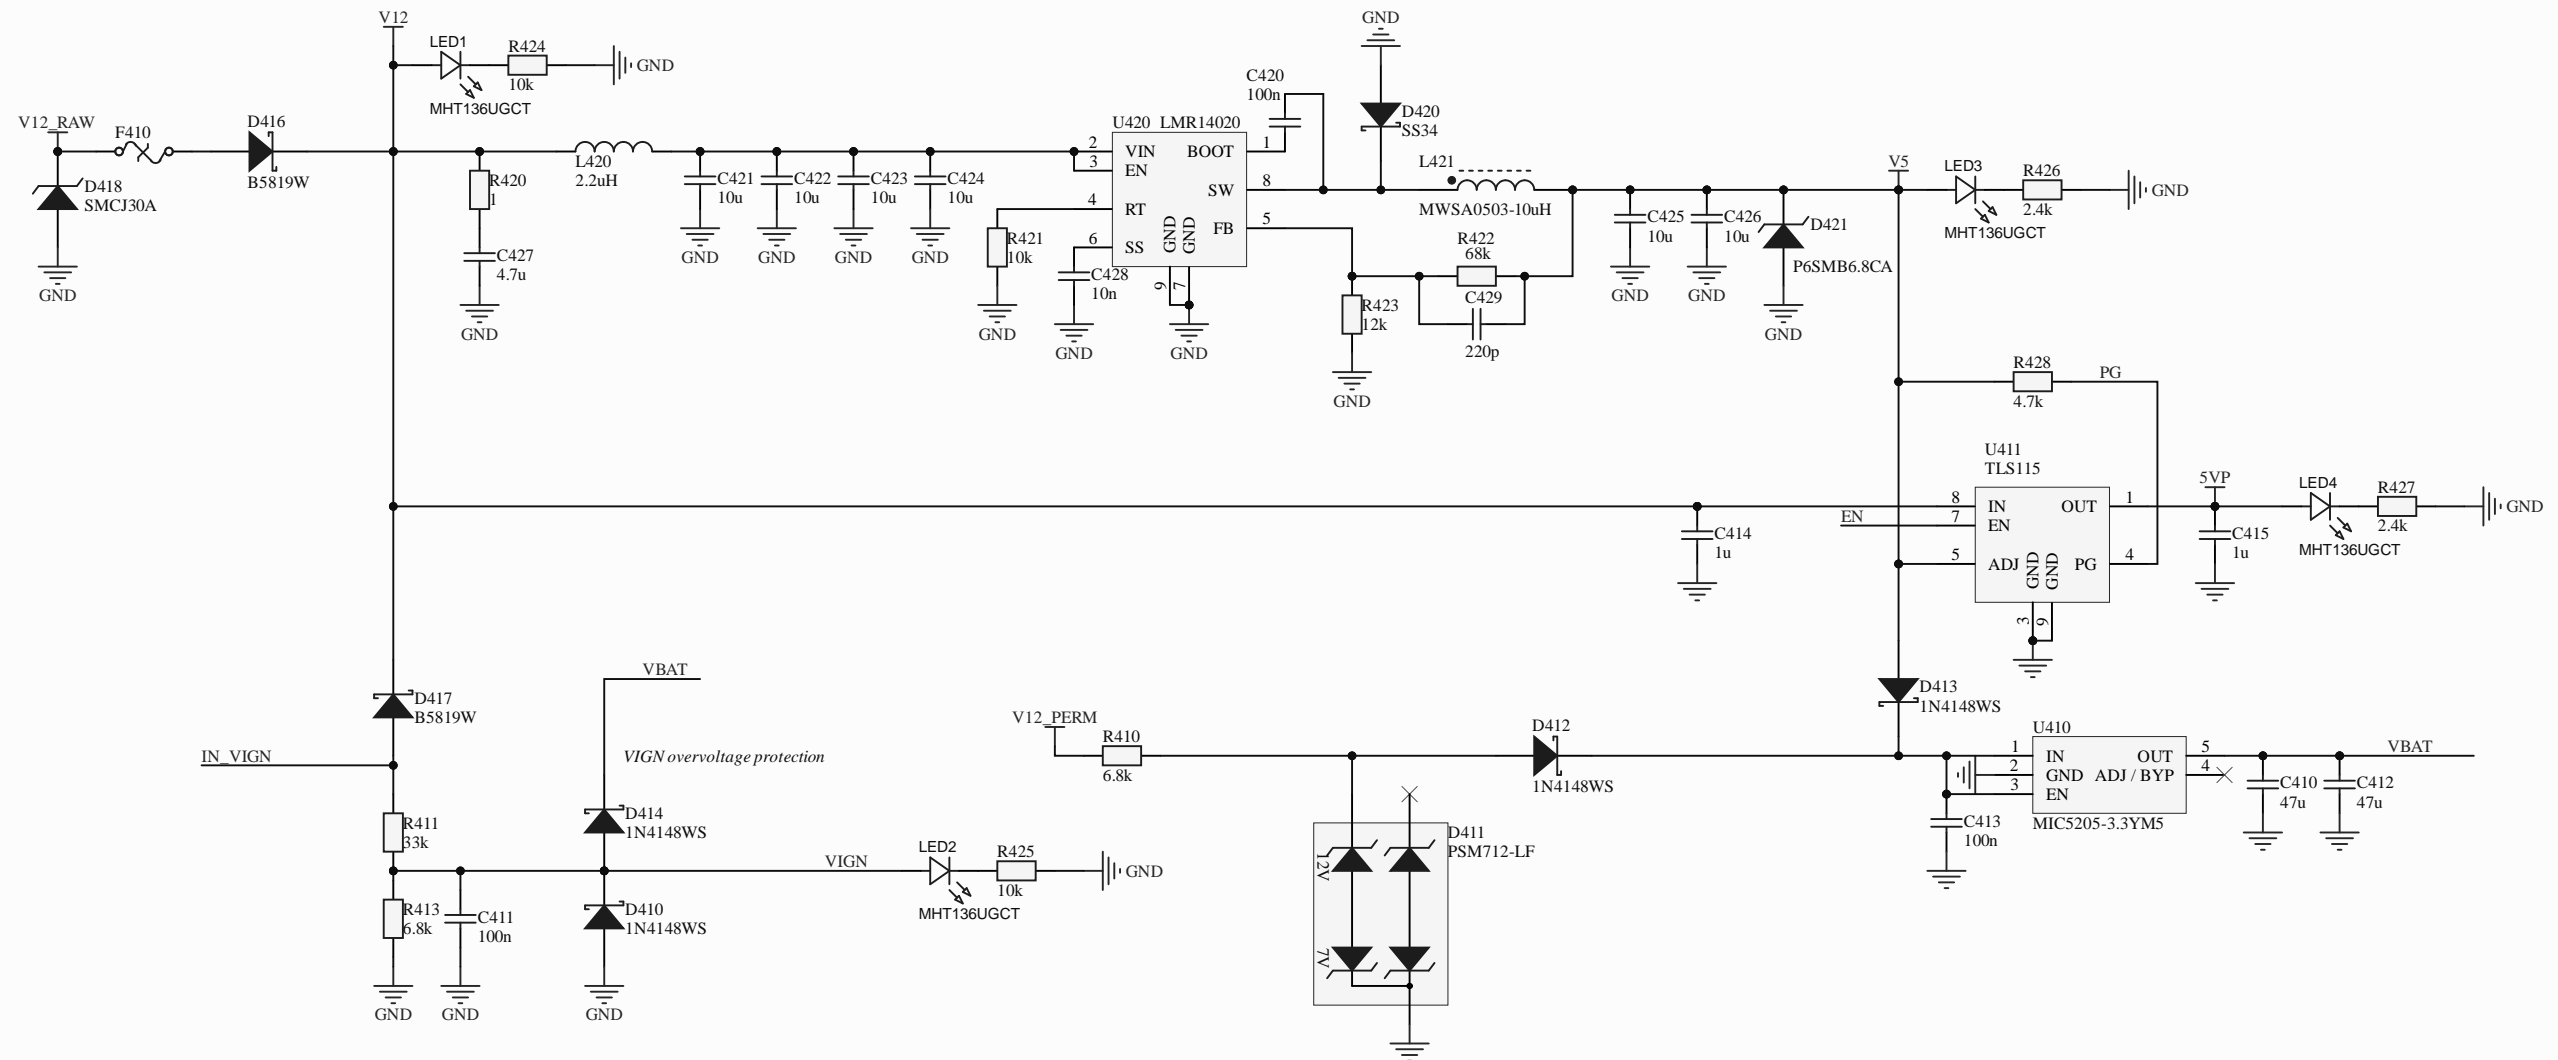 V12
LED1
R424
10k
GND
MHT136UGCT
V12_RAW
F410
D416
B5819W
D418
SMCJ30A
GND
R420
1
C427
4.7u
GND
L420
2.2uH
C421
10u
GND
C422
10u
GND
C423
10u
GND
C424
10u
GND
U420 LMR14020
2
VIN
3
EN
4
RT
6
SS
BOOT
1
SW
8
FB
5
GND
GND
9
7
GND
R421
10k
GND
C428
10n
GND
C420
100n
GND
D420
SS34
L421
MWSA0503-10uH
R422
68k
C429
220p
R423
12k
GND
C425
10u
GND
C426
10u
GND
D421
P6SMB6.8CA
GND
V5
LED3
R426
2.4k
GND
MHT136UGCT
R428
4.7k
PG
U411
TLS115
8
IN
EN
7
EN
5
ADJ
OUT
1
PG
4
GND
GND
3
9
C414
1u
5VP
C415
1u
LED4
R427
2.4k
GND
MHT136UGCT
D417
B5819W
IN_VIGN
VBAT
VIGN overvoltage protection
R411
33k
D414
1N4148WS
VIGN
LED2
R425
10k
GND
MHT136UGCT
R413
6.8k
GND
C411
100n
GND
D410
1N4148WS
GND
V12_PERM
R410
6.8k
D412
1N4148WS
D413
1N4148WS
D411
PSM712-LF
12V
7V
U410
1
IN
2
GND
3
EN
OUT
5
ADJ / BYP
4
MIC5205-3.3YM5
C413
100n
VBAT
C410
47u
C412
47u